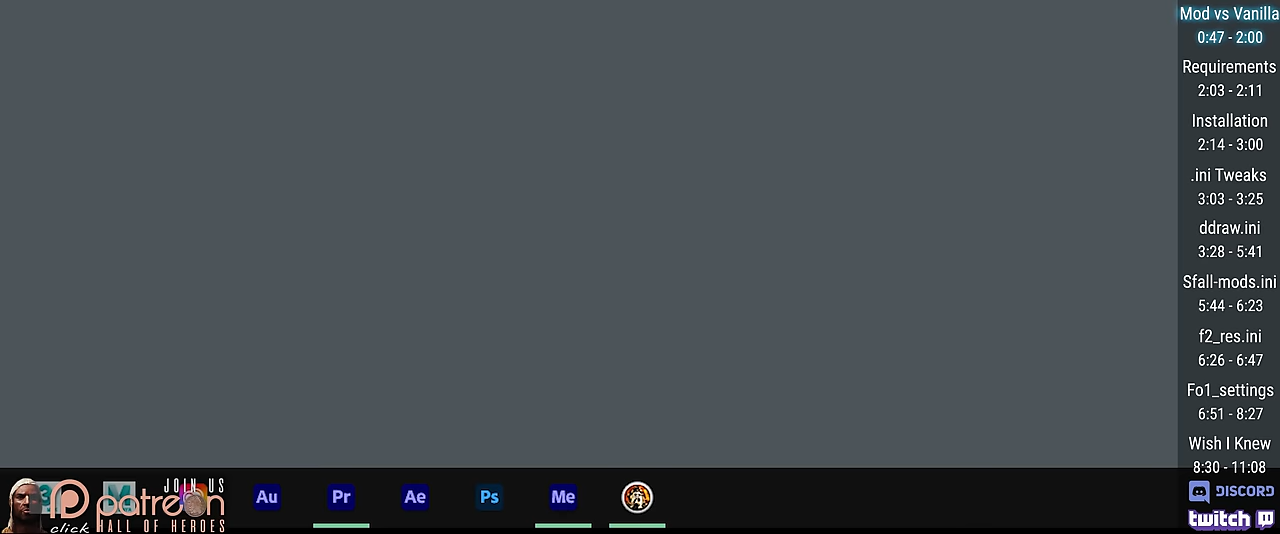 Mod vs Vanilla
0:47 - 2:00
Requirements
2:03 - 2:11
Installation
2:14 - 3:00
.ini Tweaks
3:03 - 3:25
ddraw.ini
3:28 - 5:41
Sfall-mods.ini
5:44 - 6:23
f2_res.ini
6:26 - 6:47
Fo1_settings
6:51 - 8:27
Wish I Knew
8:30 - 11:08
DISCORD
twitch
JOIN US
patreon
click HALL OF HEROES
M
Au
Pr
Ae
Ps
Me